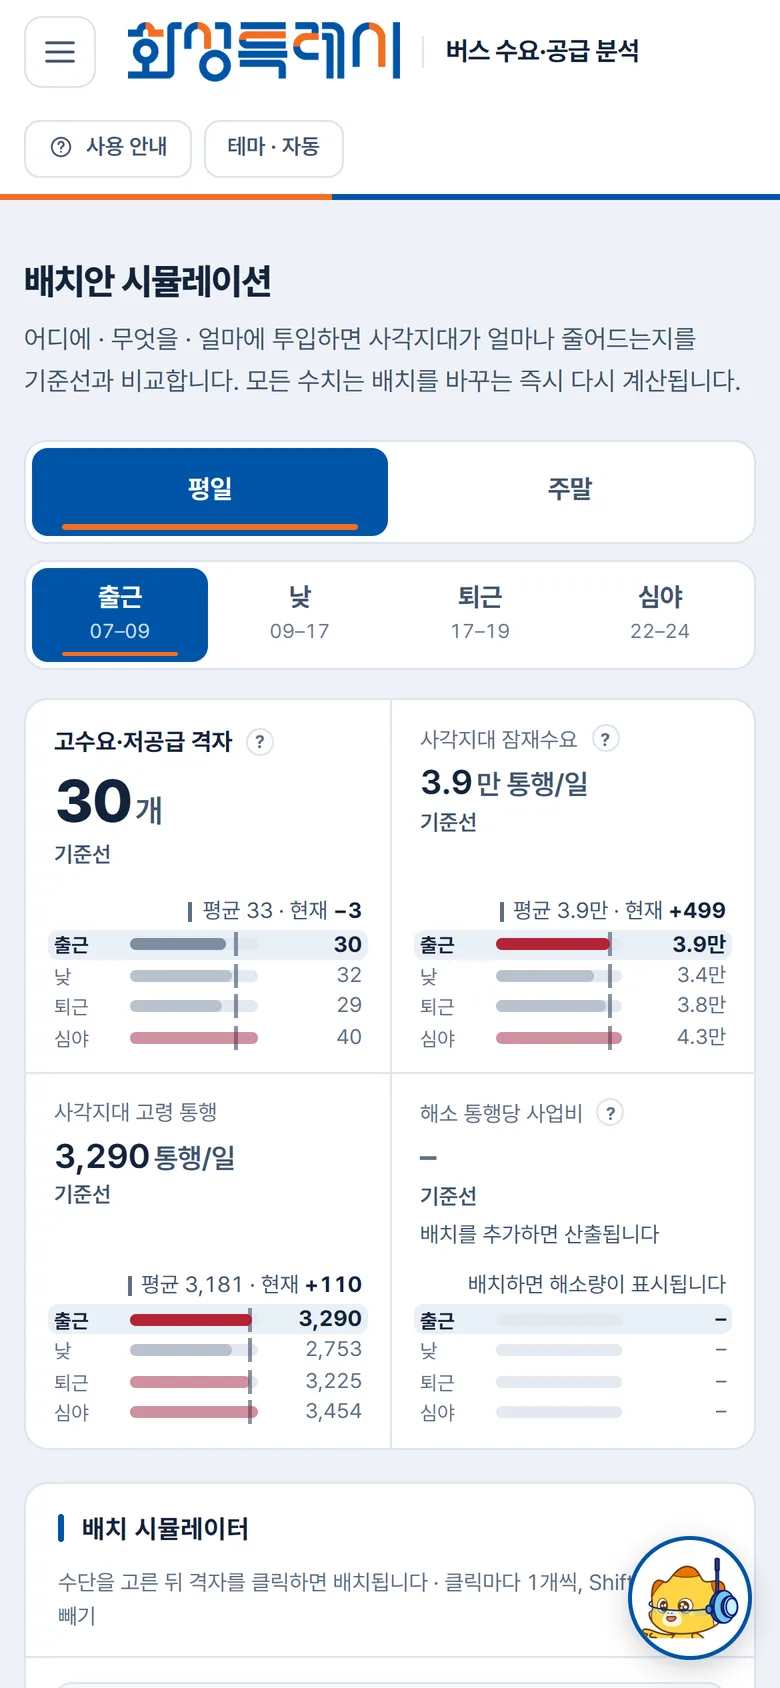 화성특례시
버스 수요·공급 분석
? 사용 안내
테마 · 자동
배치안 시뮬레이션
어디에 · 무엇을 · 얼마에 투입하면 사각지대가 얼마나 줄어드는지를
기준선과 비교합니다. 모든 수치는 배치를 바꾸는 즉시 다시 계산됩니다.
평일
주말
출근
07–09
낮
09–17
퇴근
17–19
심야
22–24
고수요·저공급 격자 ?
30개
기준선
평균 33 · 현재 −3
출근 30
낮 32
퇴근 29
심야 40
사각지대 잠재수요 ?
3.9만 통행/일
기준선
평균 3.9만 · 현재 +499
출근 3.9만
낮 3.4만
퇴근 3.8만
심야 4.3만
사각지대 고령 통행
3,290통행/일
기준선
평균 3,181 · 현재 +110
출근 3,290
낮 2,753
퇴근 3,225
심야 3,454
해소 통행당 사업비 ?
–
기준선
배치를 추가하면 산출됩니다
배치하면 해소량이 표시됩니다
출근 –
낮 –
퇴근 –
심야 –
배치 시뮬레이터
수단을 고른 뒤 격자를 클릭하면 배치됩니다 · 클릭마다 1개씩, Shift
빼기